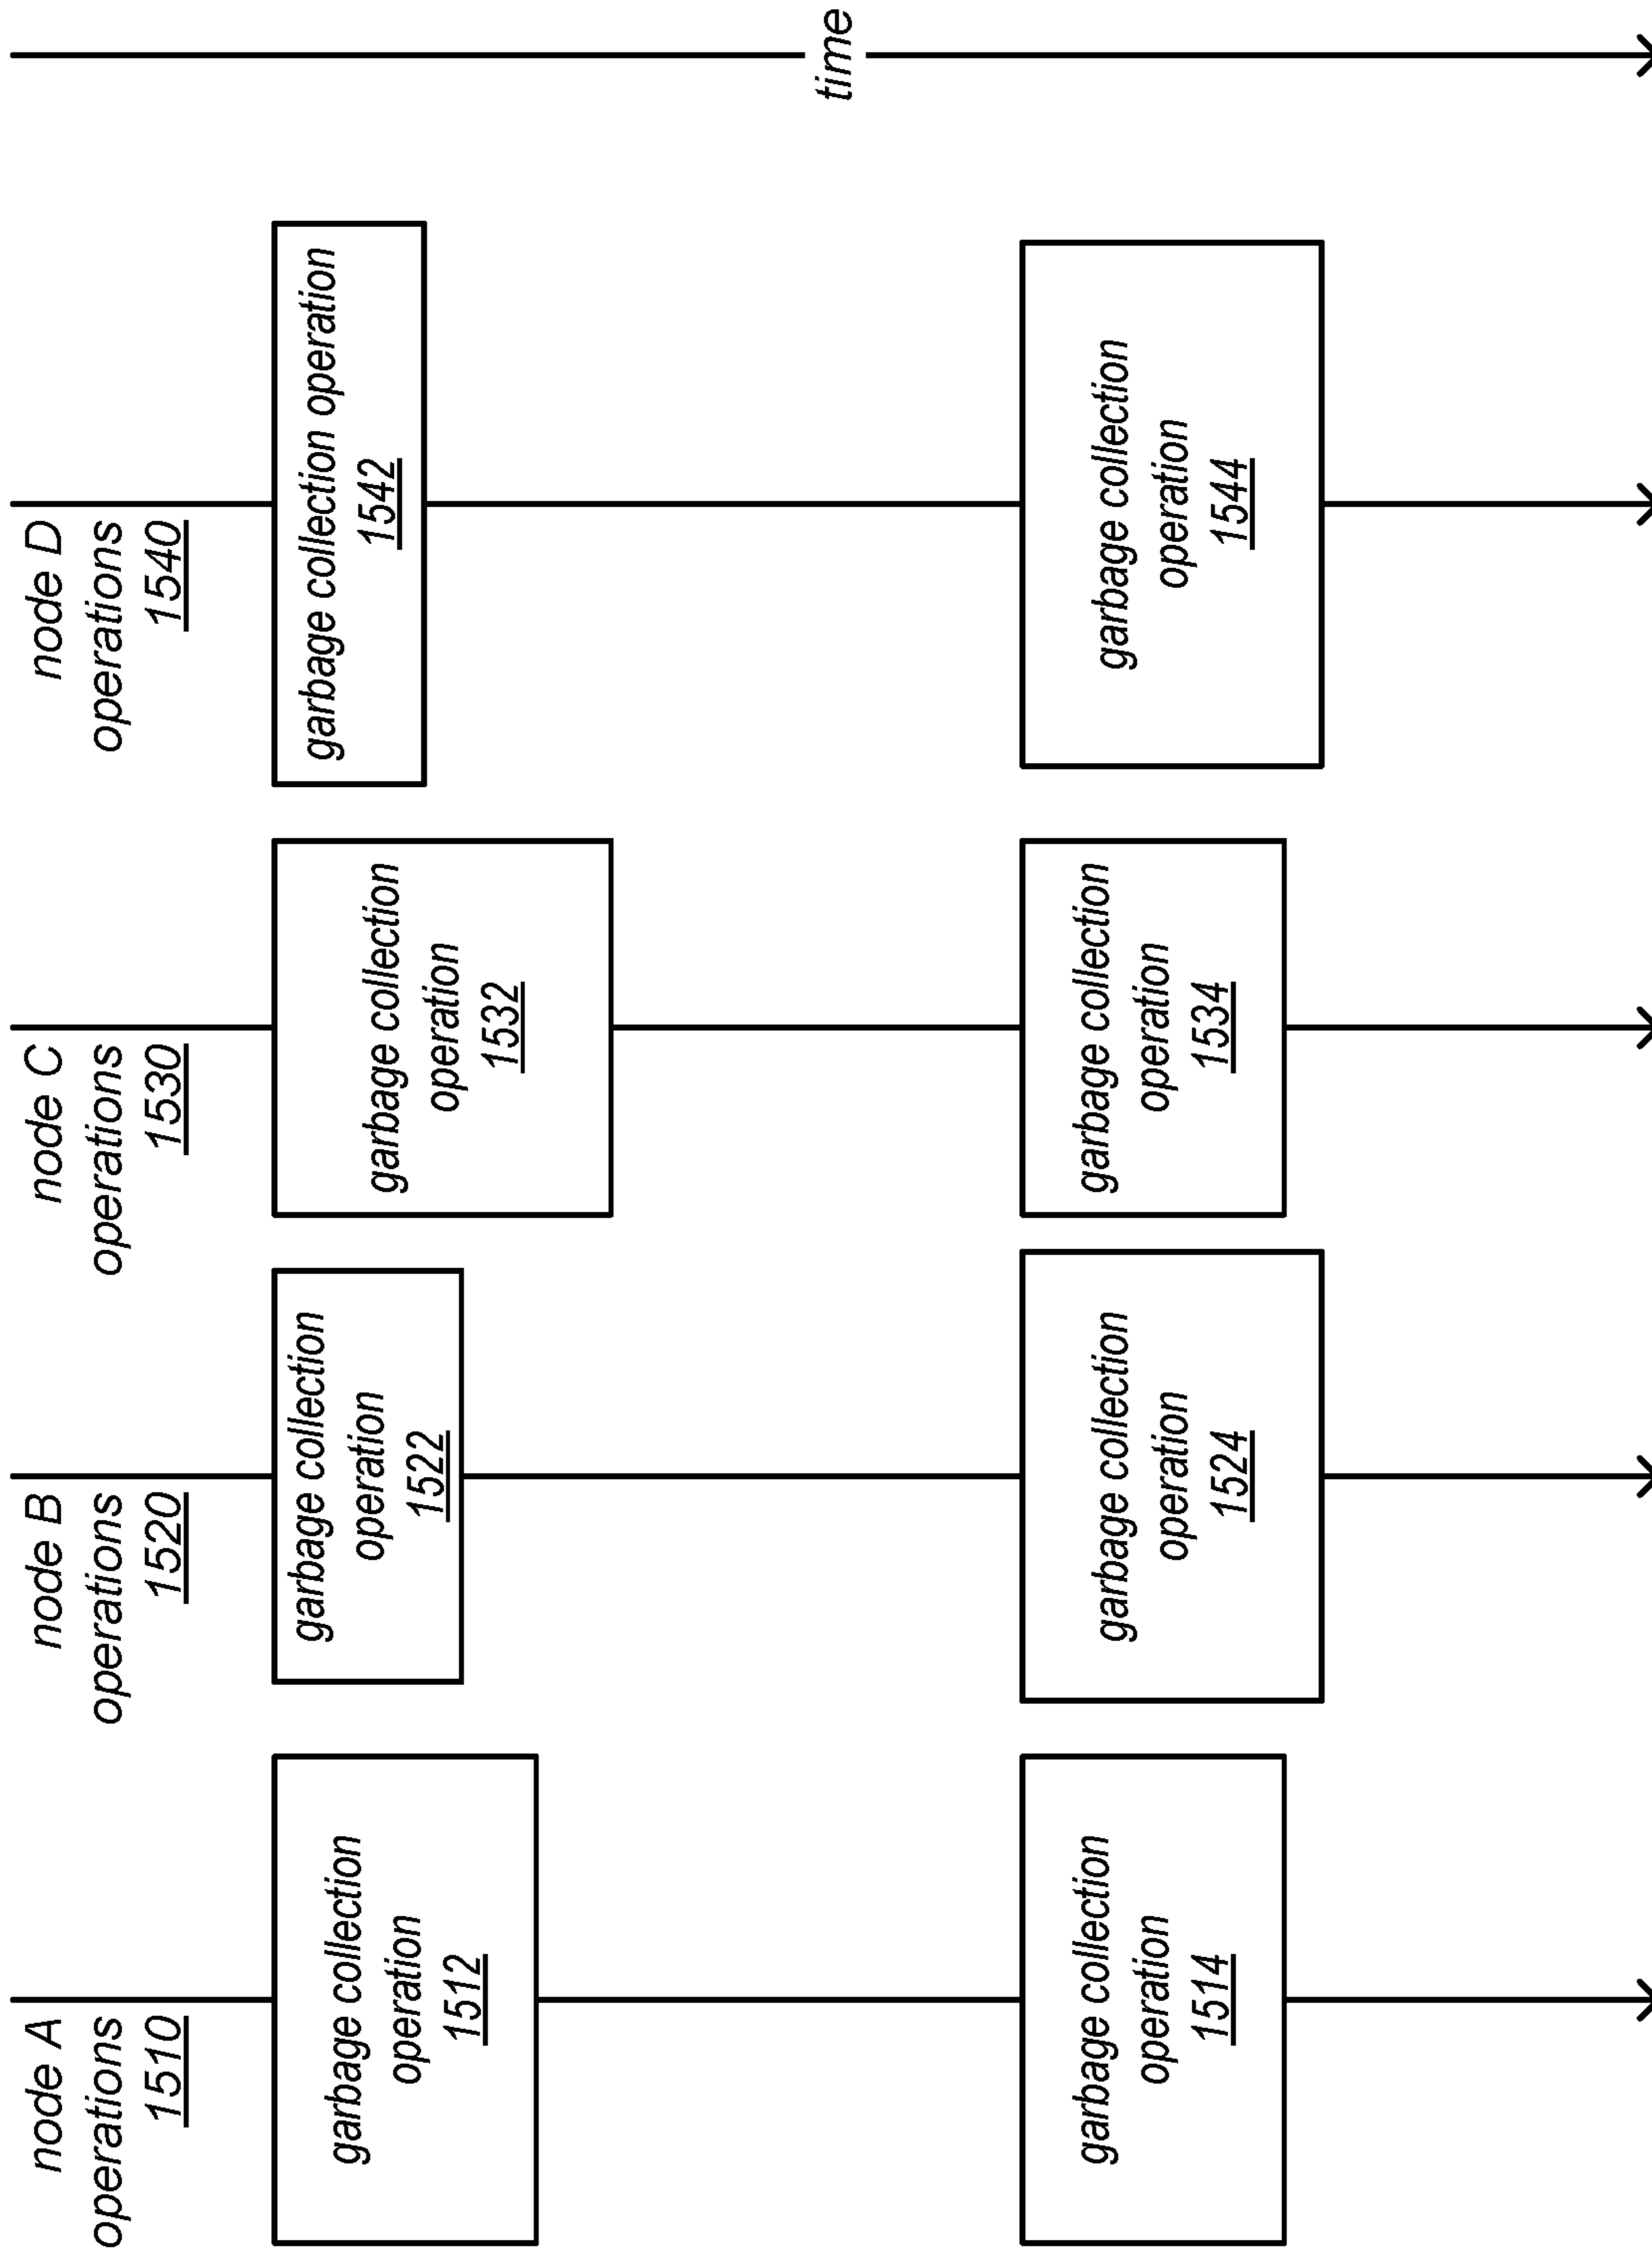 node A
operations
1510
node B
operations
1520
node C
operations
1530
node D
operations
1540
garbage collection
operation
1512
garbage collection
operation
1522
garbage collection
operation
1532
garbage collection operation
1542
time
garbage collection
operation
1514
garbage collection
operation
1524
garbage collection
operation
1534
garbage collection
operation
1544